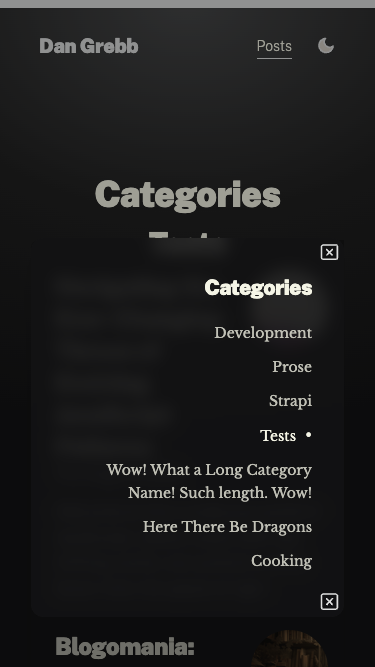 Dan Grebb
Posts
Categories
Categories
Development
Prose
Strapi
Tests •
Wow! What a Long Category
Name! Such length. Wow!
Here There Be Dragons
Cooking
Blogomania: